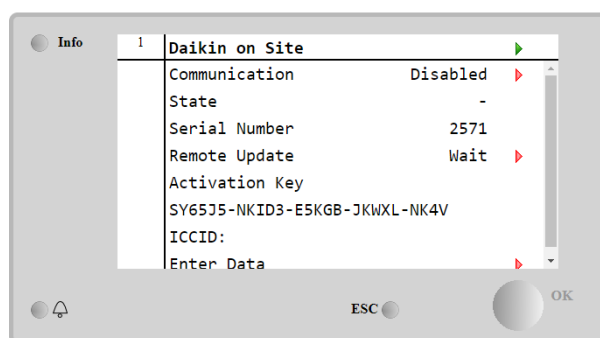 Info
1 Daikin on Site
Communication Disabled
State -
Serial Number 2571
Remote Update Wait
Activation Key
SY65J5-NKID3-E5KGB-JKWXL-NK4V
ICCID:
Enter Data
ESC
OK